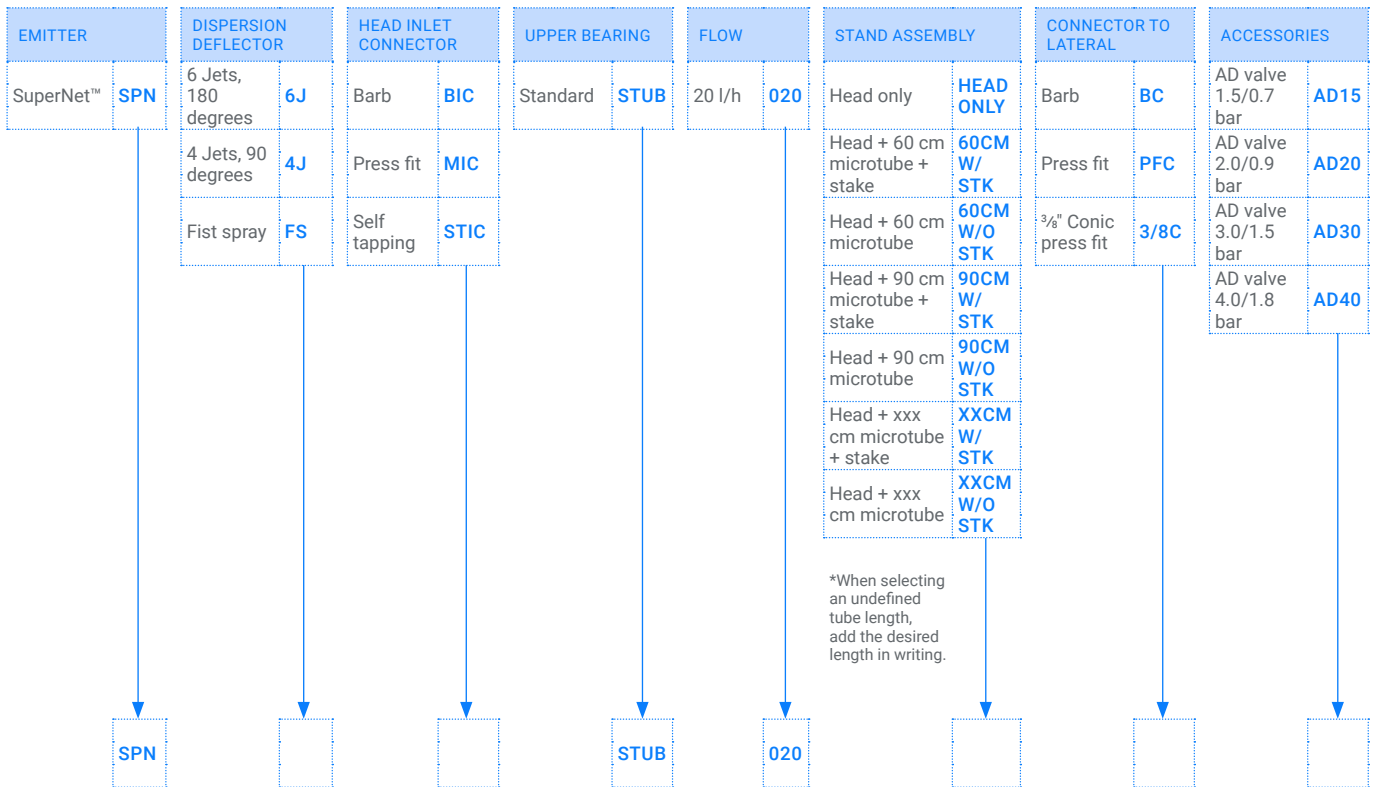 EMITTER
SPN
SuperNet™
SPN
DISPERSION
DEFLECTOR
6 Jets,
180
degrees
6J
4 Jets, 90
degrees
4J
Fist spray
FS
HEAD INLET
CONNECTOR
Barb
BIC
Press fit
MIC
Self
tapping
STIC
UPPER BEARING
Standard
STUB
STUB
FLOW
20 l/h
020
020
STAND ASSEMBLY
Head only
HEAD
ONLY
Head + 60 cm
microtube +
stake
60CM
W/
STK
Head + 60 cm
microtube
60CM
W/O
STK
Head + 90 cm
microtube +
stake
90CM
W/
STK
Head + 90 cm
microtube
90CM
W/O
STK
Head + xxx
cm microtube
+ stake
XXCM
W/
STK
Head + xxx
cm microtube
XXCM
W/O
STK
*When selecting
an undefined
tube length,
add the desired
length in writing.
CONNECTOR TO
LATERAL
Barb
BC
Press fit
PFC
⅜" Conic
press fit
3/8C
ACCESSORIES
AD valve
1.5/0.7
bar
AD15
AD valve
2.0/0.9
bar
AD20
AD valve
3.0/1.5
bar
AD30
AD valve
4.0/1.8
bar
AD40